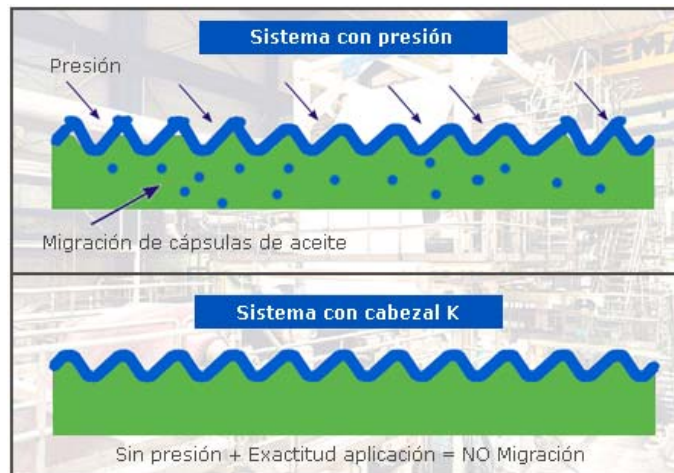 Sistema con presión
Presión
Migración de cápsulas de aceite
Sistema con cabezal K
Sin presión + Exactitud aplicación = NO Migración